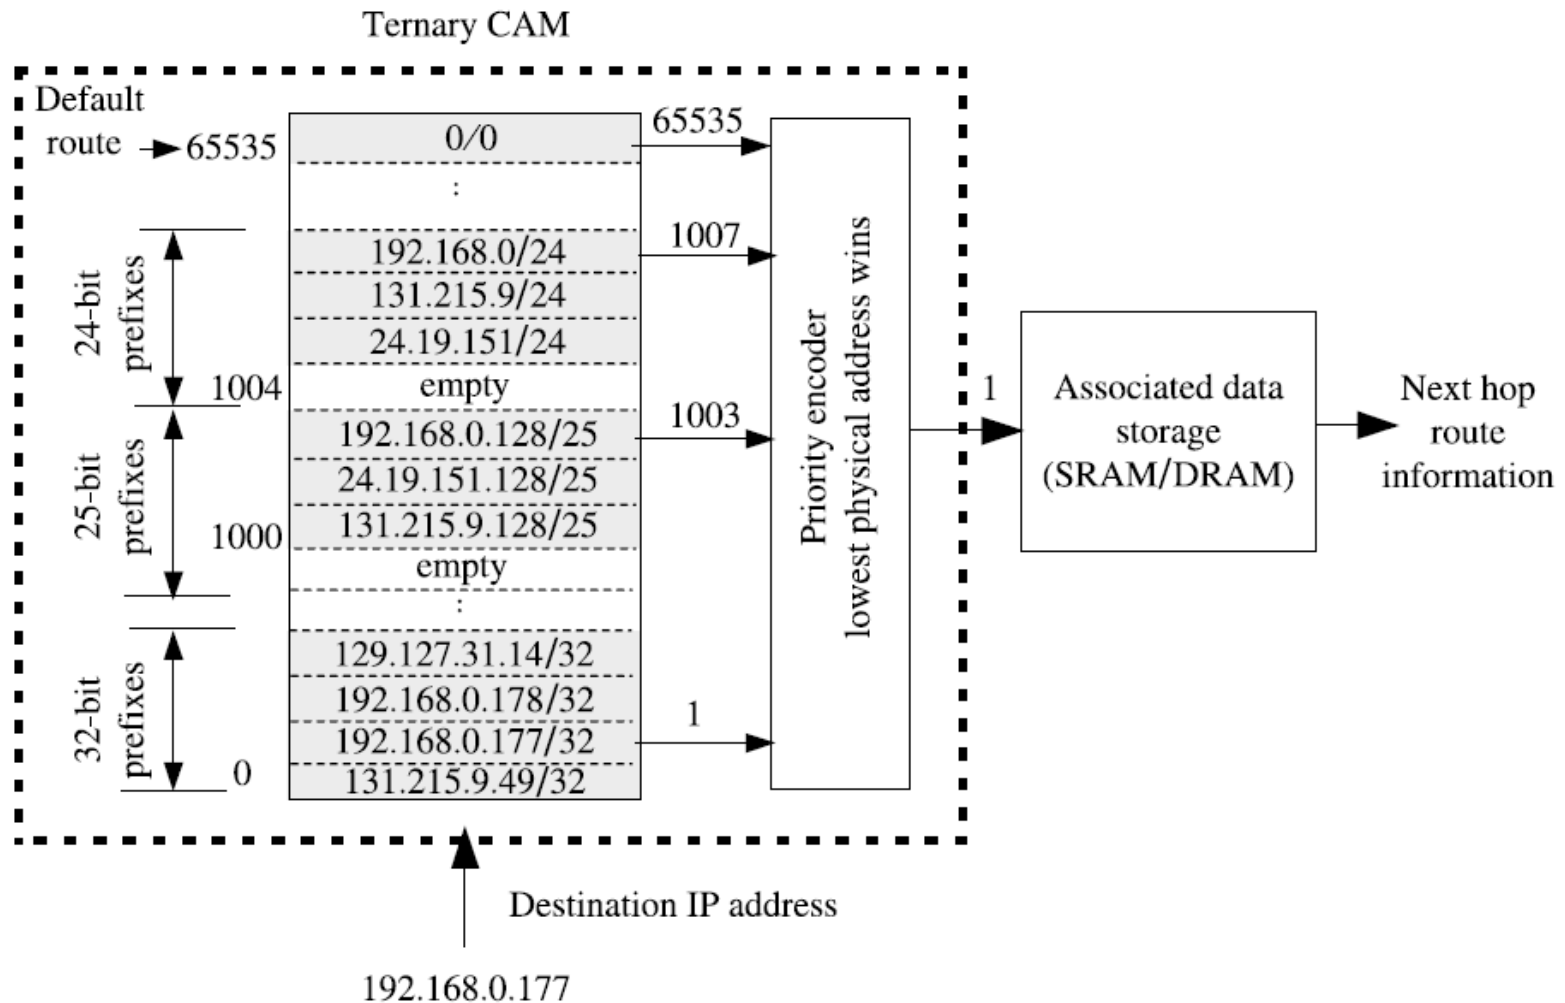 Ternary CAM
Default
route
65535
0/0
65535
:
24-bit
prefixes
192.168.0/24
1007
131.215.9/24
24.19.151/24
1004
empty
25-bit
prefixes
192.168.0.128/25
1003
24.19.151.128/25
1000
131.215.9.128/25
empty
:
32-bit
prefixes
129.127.31.14/32
192.168.0.178/32
192.168.0.177/32
1
0
131.215.9.49/32
Priority encoder
lowest physical address wins
1
Associated data
storage
(SRAM/DRAM)
Next hop
route
information
Destination IP address
192.168.0.177